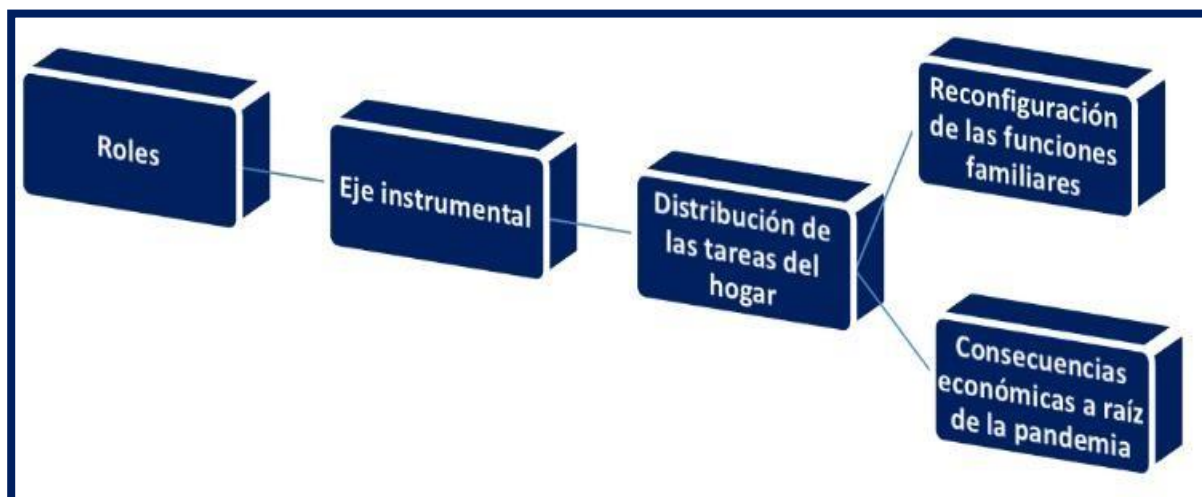 Roles
Eje instrumental
Distribución de
las tareas del
hogar
Reconfiguración
de las funciones
familiares
Consecuencias
económicas a raíz
de la pandemia